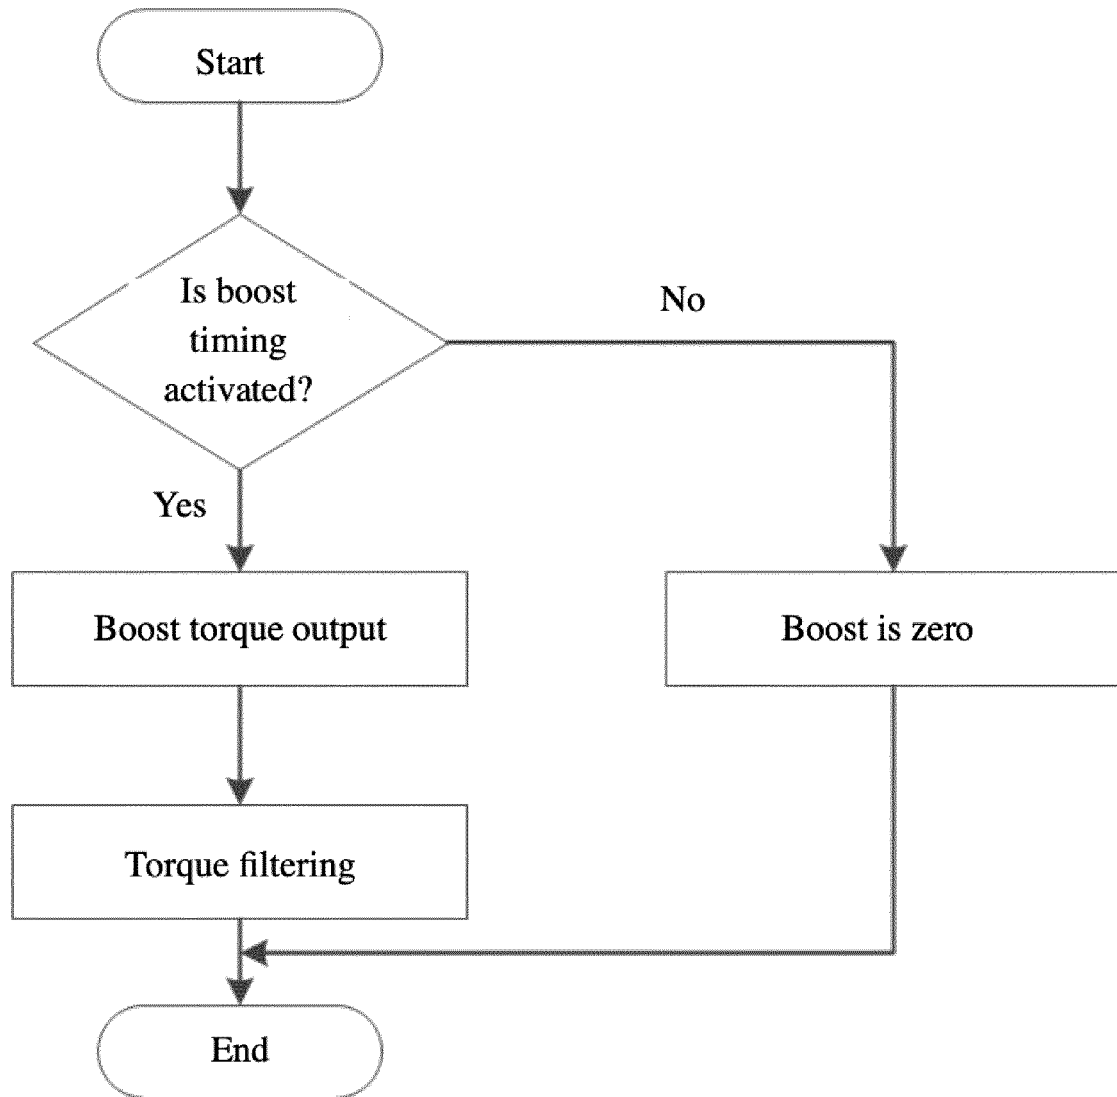 Start
Is boost
timing
activated?
No
Yes
Boost torque output
Boost is zero
Torque filtering
End